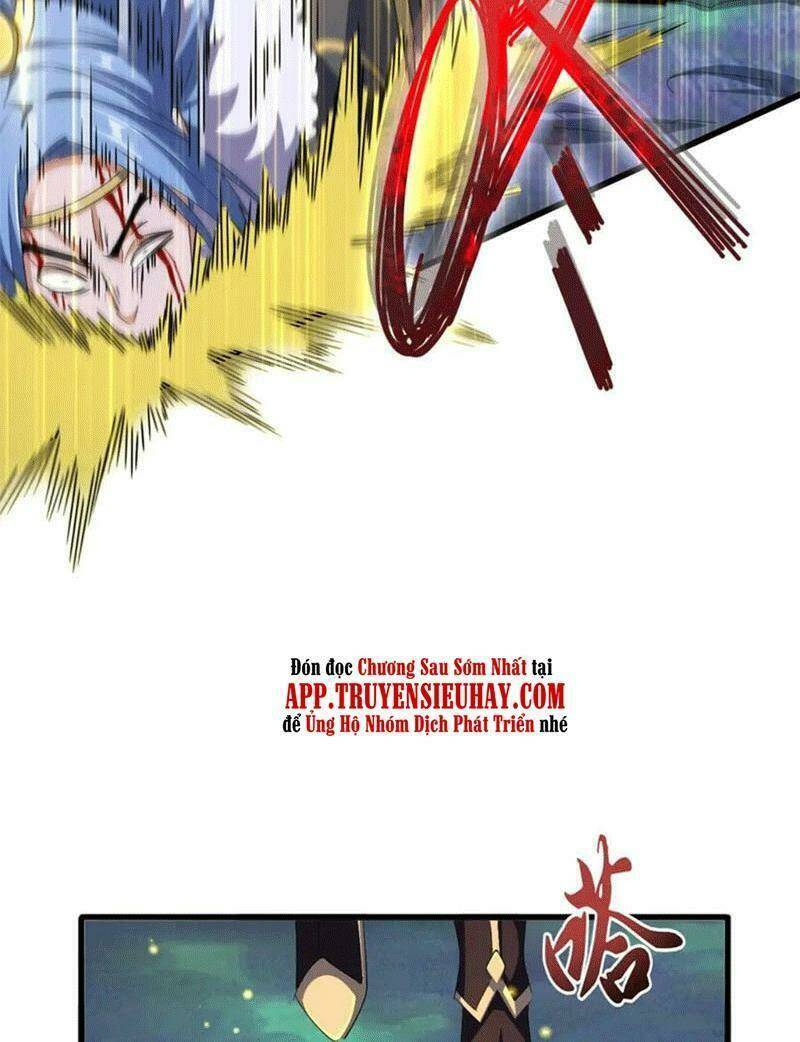 Đón đọc Chương Sau Sớm Nhất tại
APP.TRUYENSIEUHAY.COM
để Ủng Hộ Nhóm Dịch Phát Triển nhé
嗒